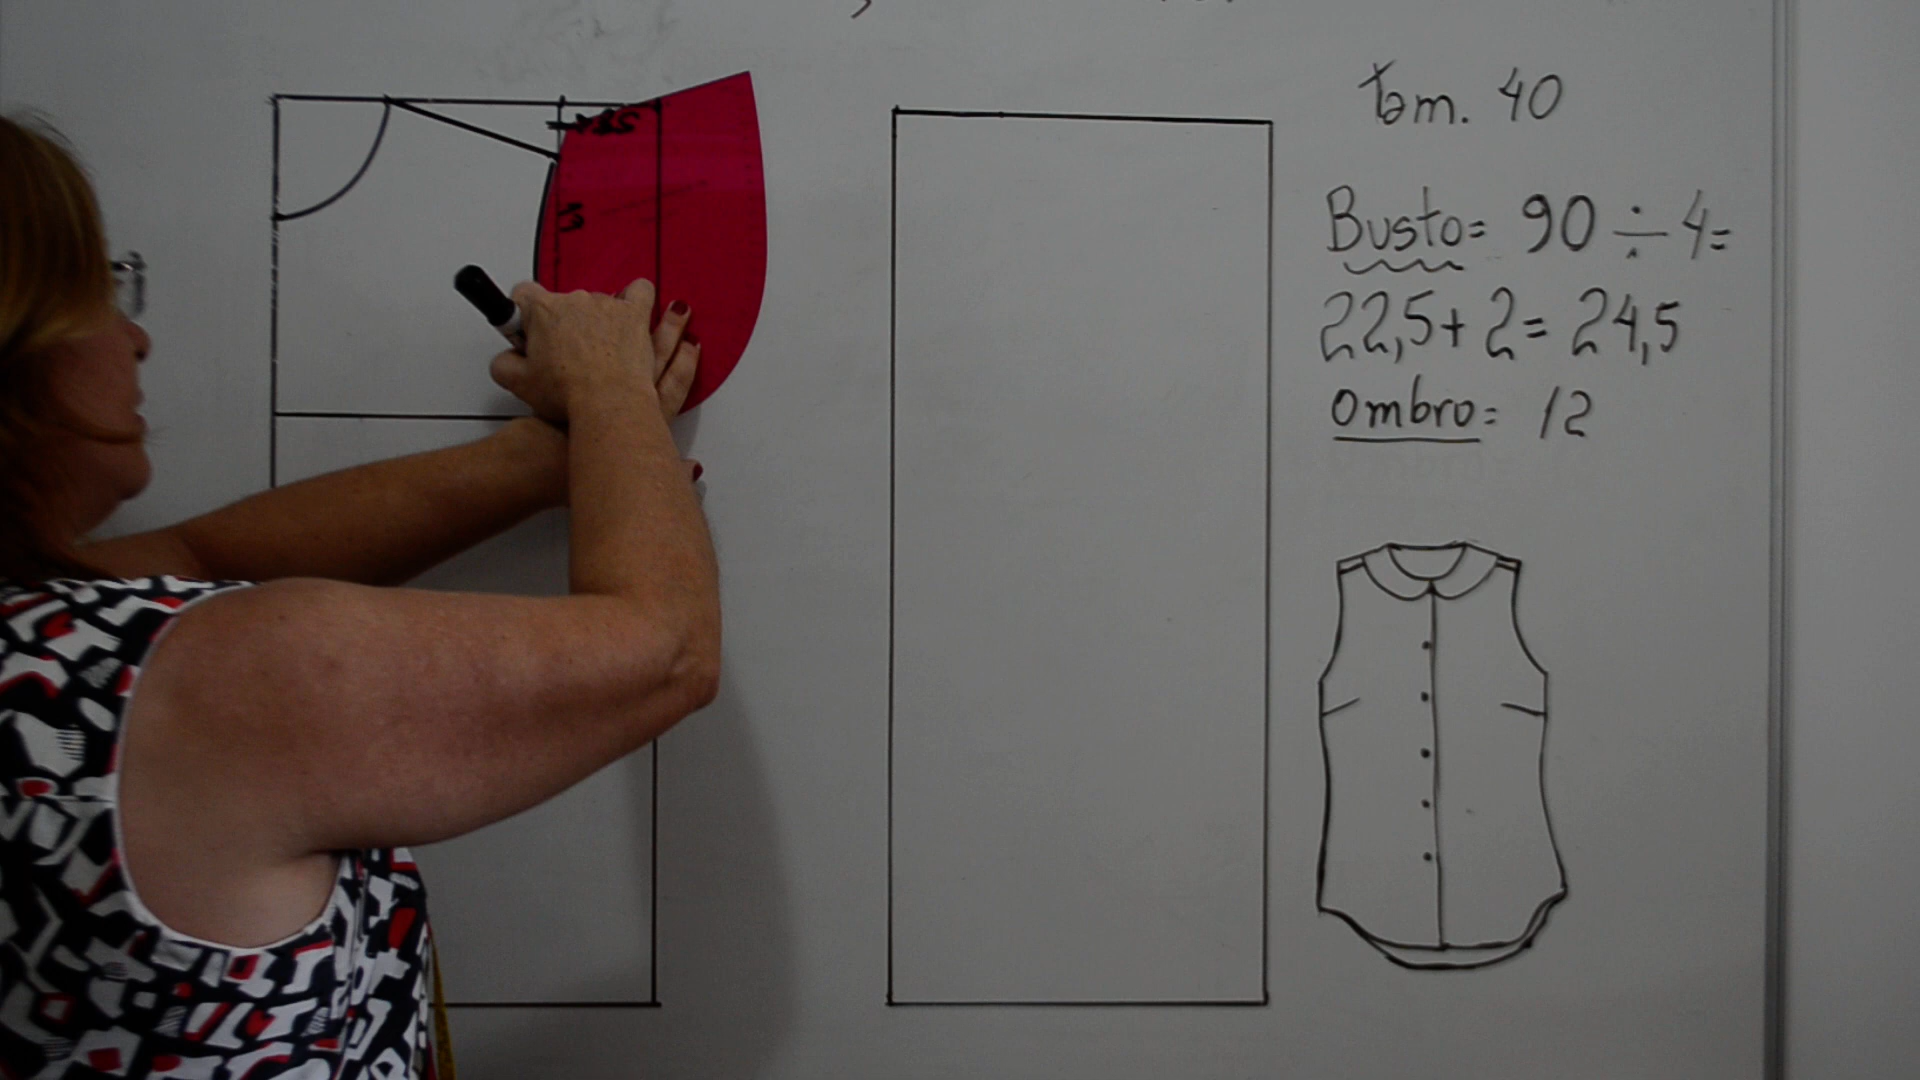 Tam. 40
Busto= 90 ÷ 4=
22,5+ 2= 24,5
Ombro= 12